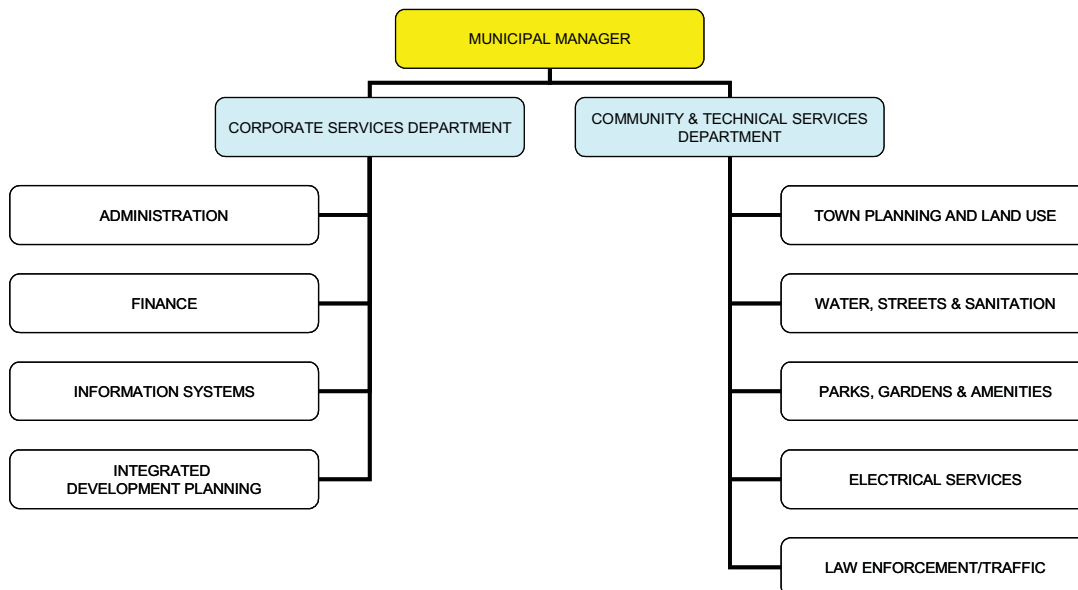 MUNICIPAL MANAGER
CORPORATE SERVICES DEPARTMENT
COMMUNITY & TECHNICAL SERVICES
DEPARTMENT
ADMINISTRATION
FINANCE
INFORMATION SYSTEMS
INTEGRATED
DEVELOPMENT PLANNING
TOWN PLANNING AND LAND USE
WATER, STREETS & SANITATION
PARKS, GARDENS & AMENITIES
ELECTRICAL SERVICES
LAW ENFORCEMENT/TRAFFIC